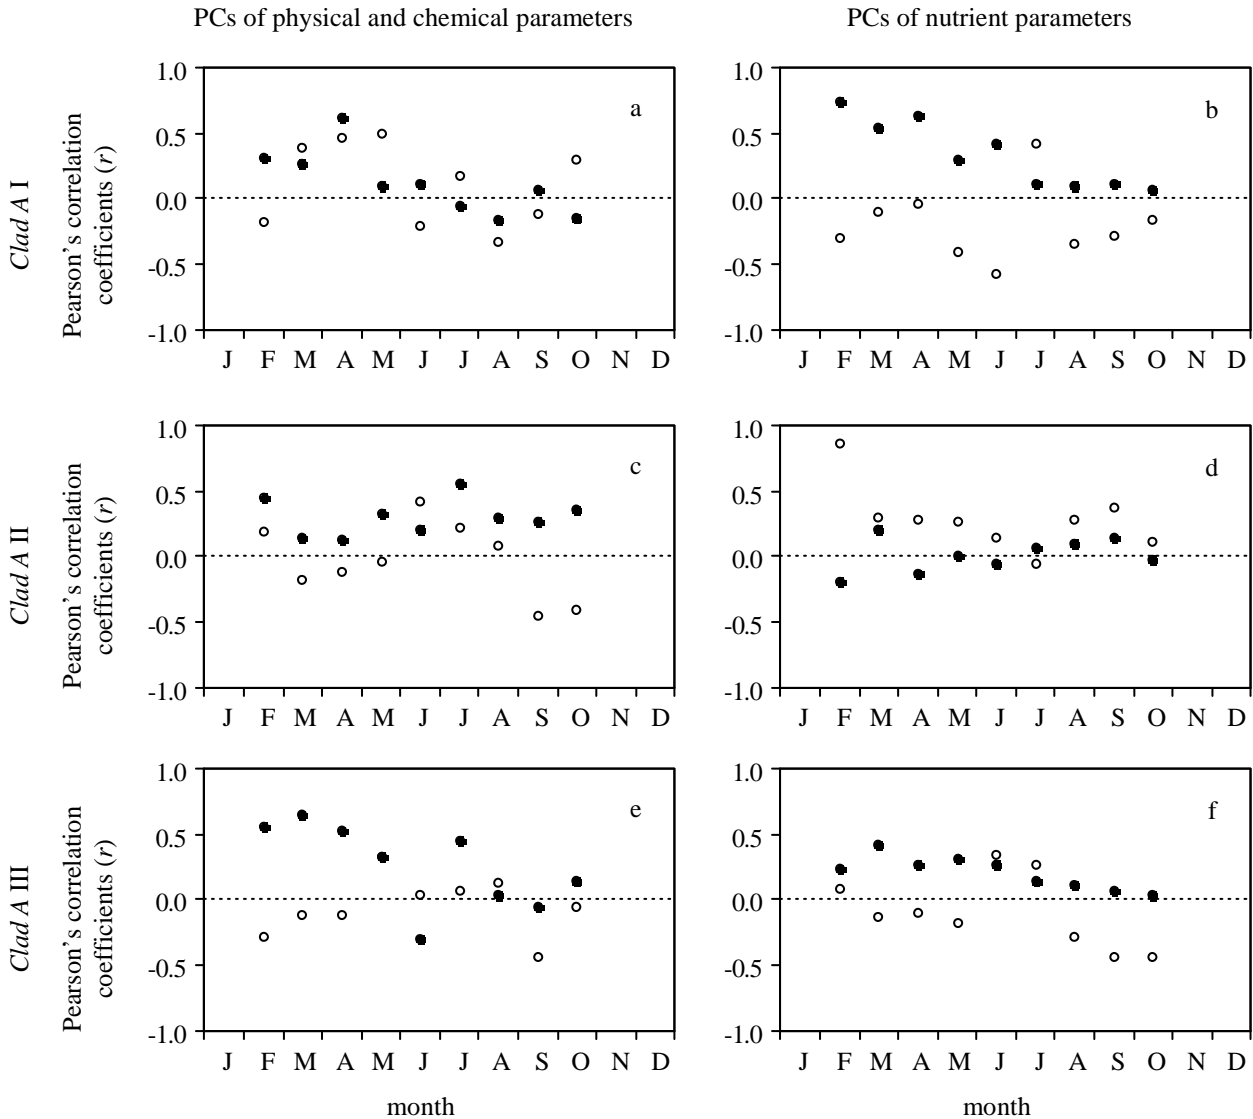 PCs of physical and chemical parameters
PCs of nutrient parameters
Clad A I
Pearson's correlation
coefficients (r)
1.0
0.5
0.0
-0.5
-1.0
a
J F M A M J J A S O N D
1.0
0.5
0.0
-0.5
-1.0
b
J F M A M J J A S O N D
Clad A II
Pearson's correlation
coefficients (r)
1.0
0.5
0.0
-0.5
-1.0
c
J F M A M J J A S O N D
1.0
0.5
0.0
-0.5
-1.0
d
J F M A M J J A S O N D
Clad A III
Pearson's correlation
coefficients (r)
1.0
0.5
0.0
-0.5
-1.0
e
J F M A M J J A S O N D
month
1.0
0.5
0.0
-0.5
-1.0
f
J F M A M J J A S O N D
month